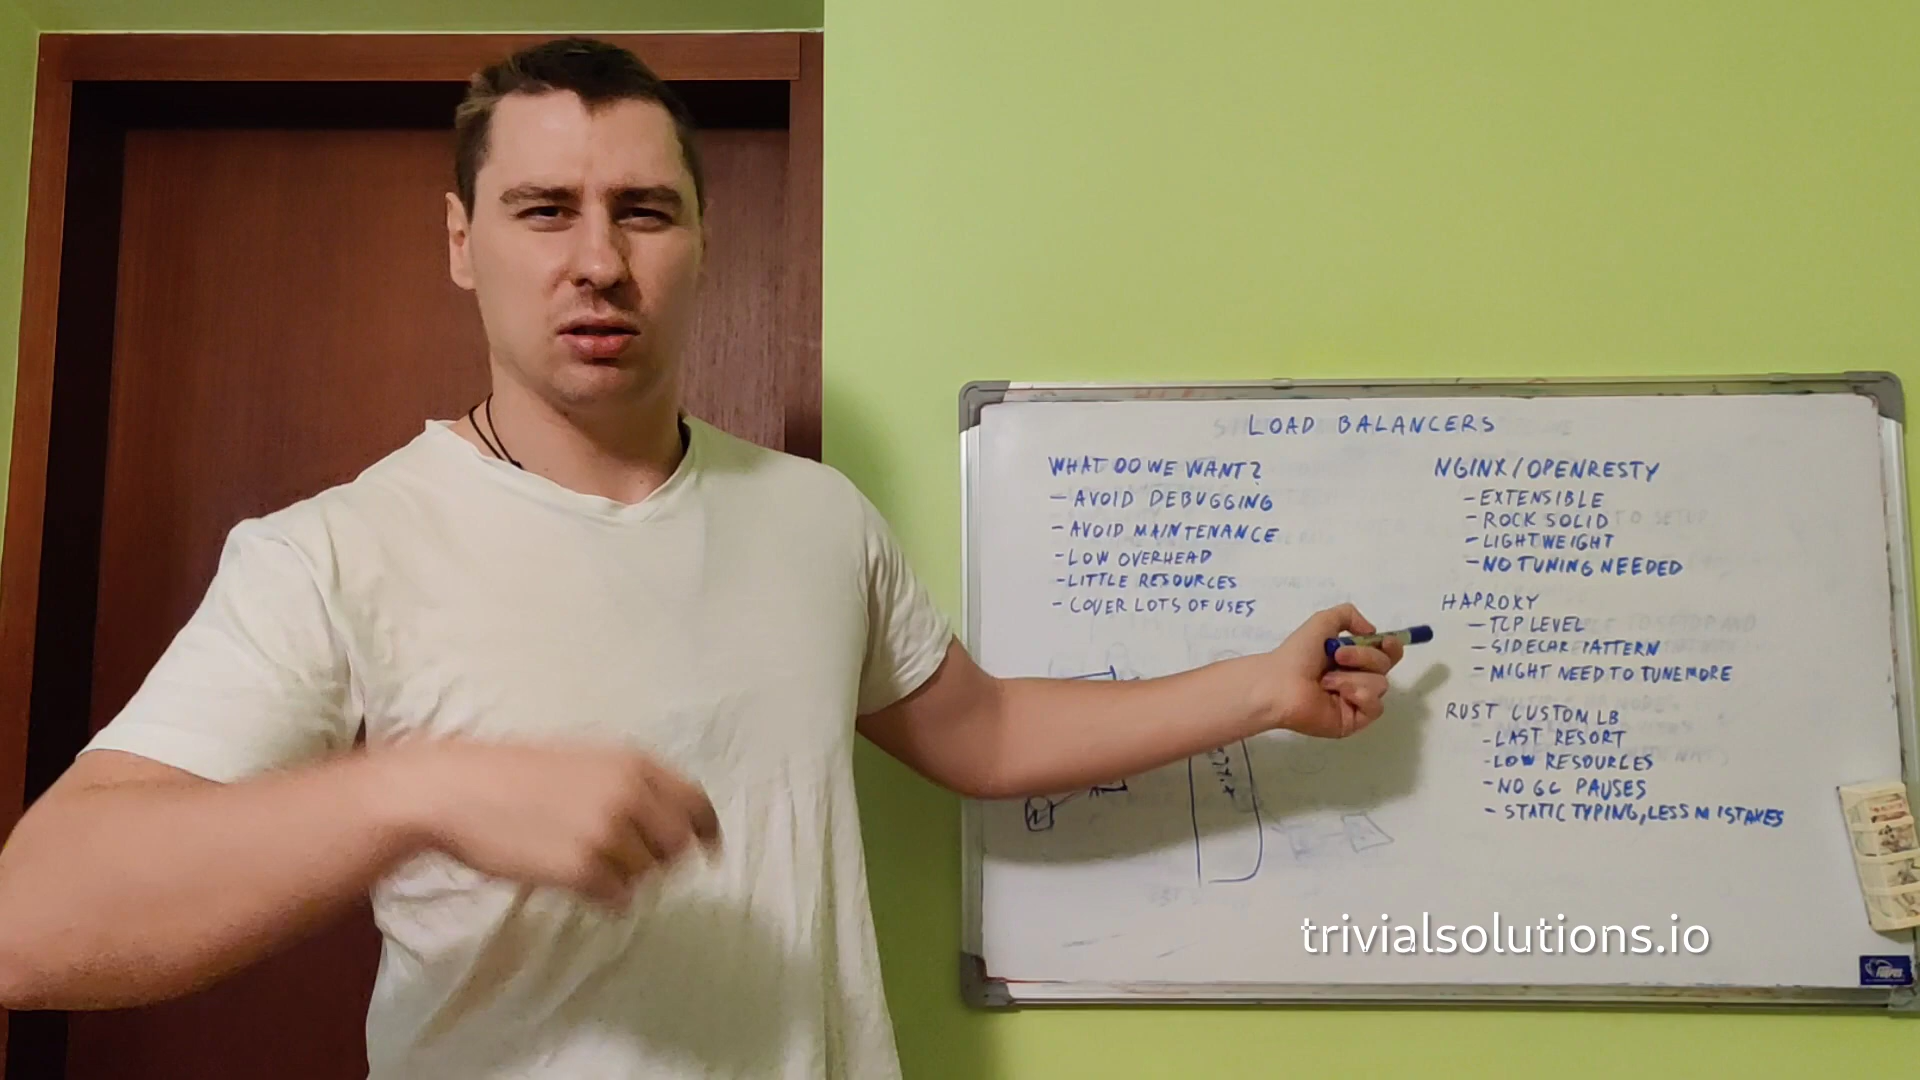 LOAD BALANCERS
WHAT DO WE WANT?
- AVOID DEBUGGING
- AVOID MAINTENANCE
- LOW OVERHEAD
- LITTLE RESOURCES
- COVER LOTS OF USES
NGINX/OPENRESTY
- EXTENSIBLE
- ROCK SOLID
- LIGHTWEIGHT
- NO TUNING NEEDED
HAPROXY
- TCP LEVEL
- SIDECAR PATTERN
- MIGHT NEED TO TUNE MORE
RUST CUSTOM LB
- LAST RESORT
- LOW RESOURCES
- NO GC PAUSES
- STATIC TYPING, LESS MISTAKES
trivialsolutions.io